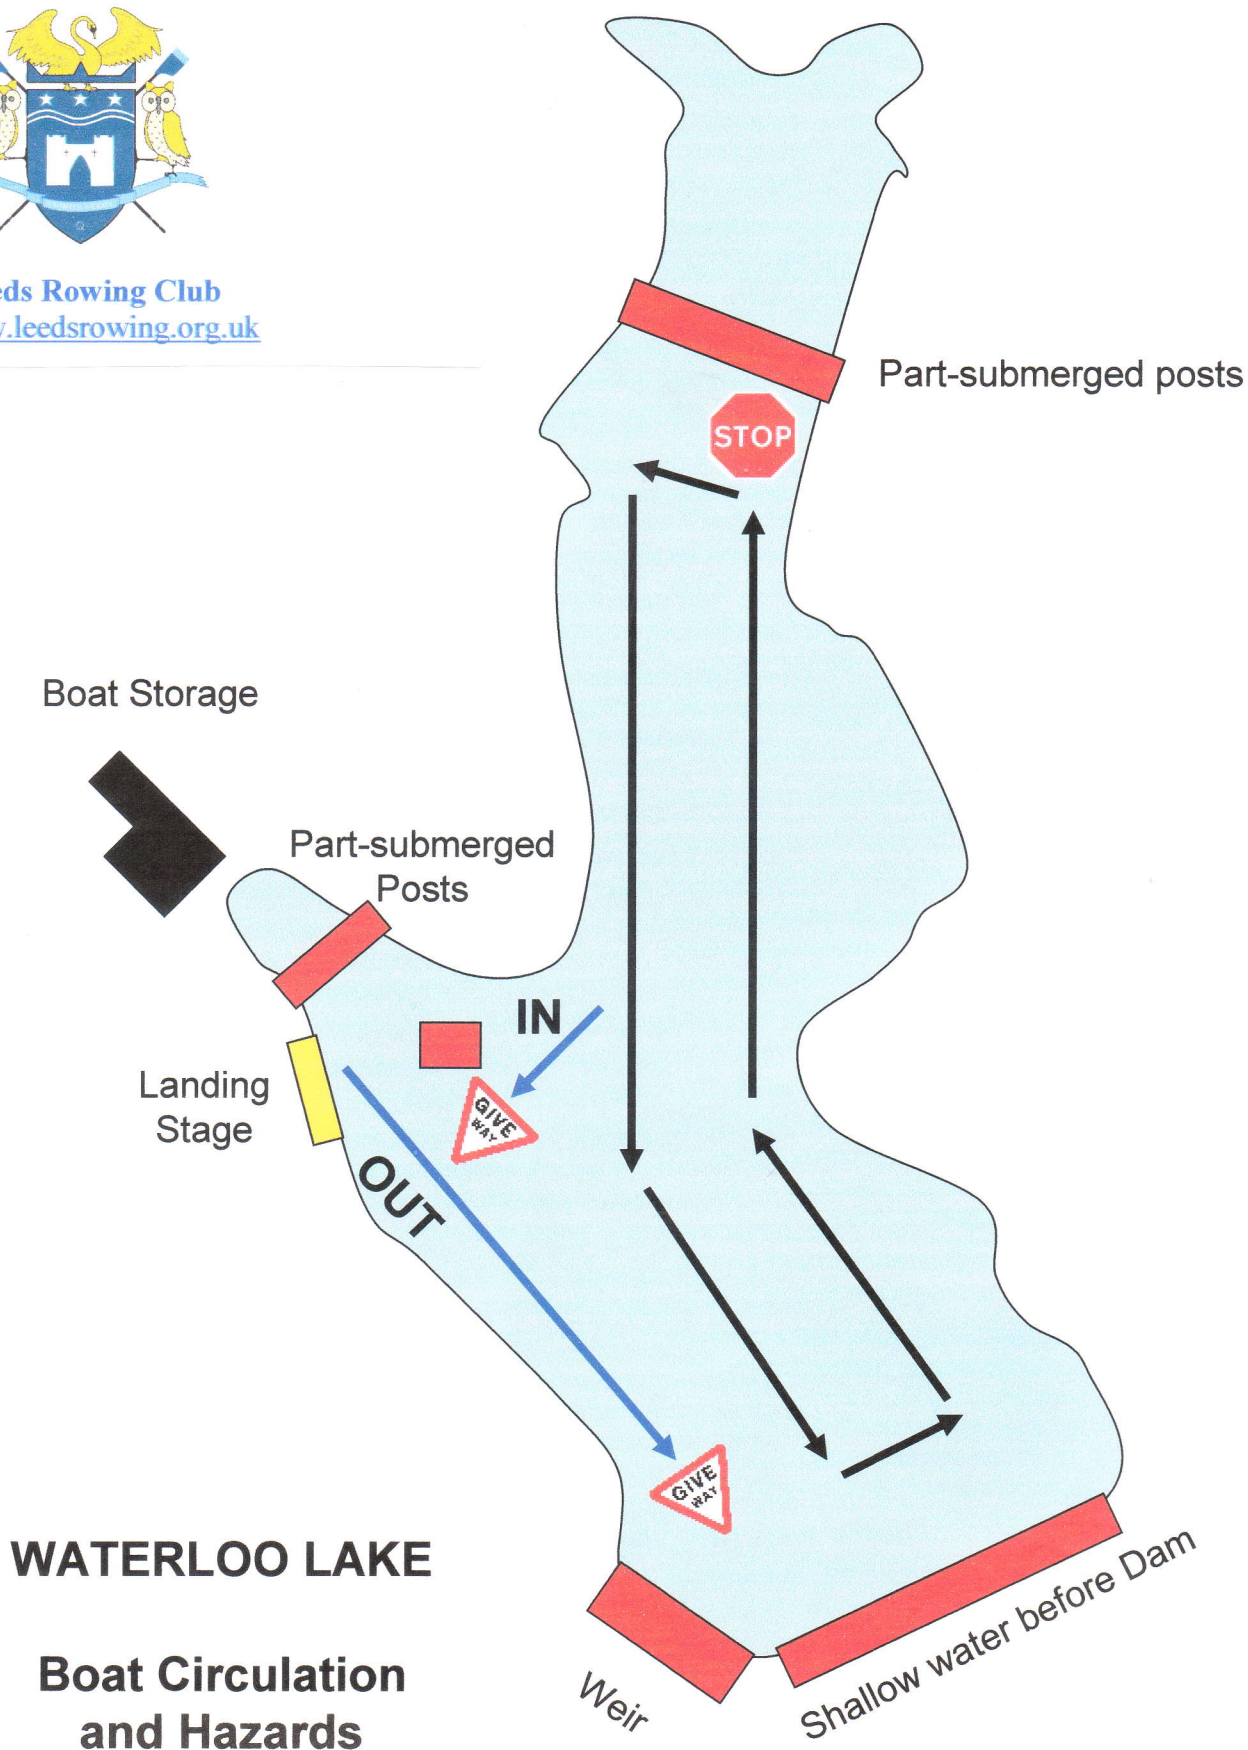 eds Rowing Club
.leedsrowing.org.uk
Part-submerged posts
STOP
Boat Storage
Part-submerged
Posts
IN
GIVE
WAY
Landing
Stage
OUT
GIVE
WAY
WATERLOO LAKE
Boat Circulation
and Hazards
Weir
Shallow water before Dam